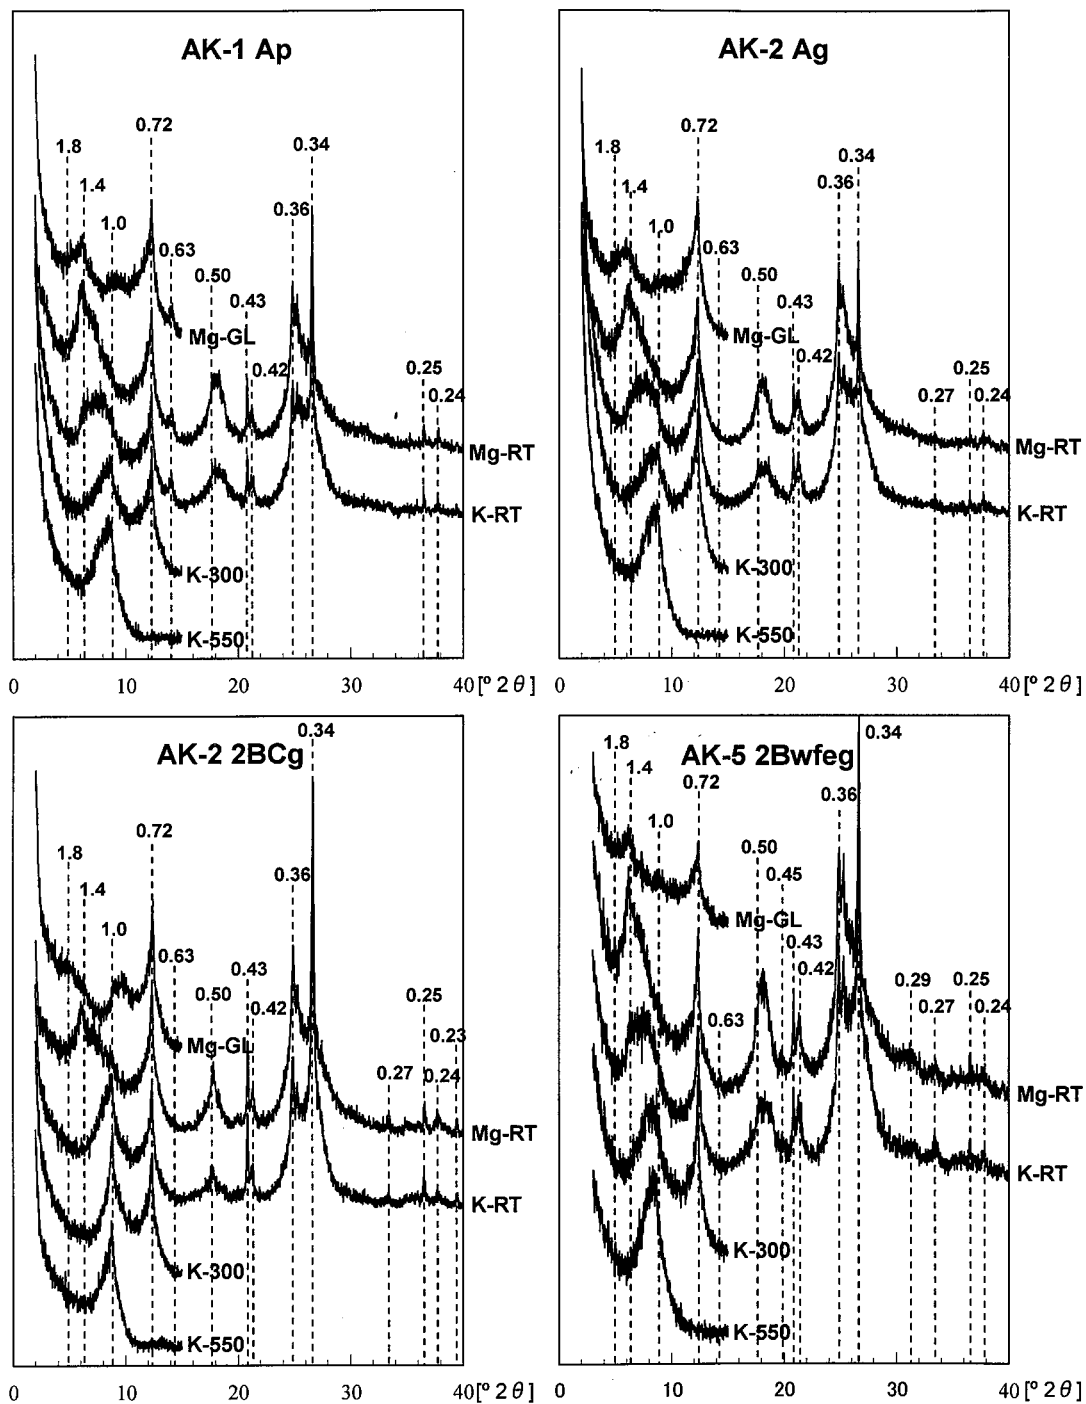 AK-1 Ap
0.72
1.8
0.34
1.4
0.36
1.0
0.63
0.50
0.43
Mg-GL
0.42
0.25
0.24
Mg-RT
K-RT
K-300
K-550
0 10 20 30 40 [° 2 θ]
AK-2 Ag
0.72
1.8
0.34
1.4
0.36
1.0
0.63
0.50
0.43
Mg-GL
0.42
0.25
0.27
0.24
Mg-RT
K-RT
K-300
K-550
0 10 20 30 40 [° 2 θ]
AK-2 2BCg
0.34
0.72
1.8
1.4
0.36
1.0
0.63
0.43
0.50
0.42
0.25
0.23
Mg-GL
0.27
0.24
Mg-RT
K-RT
K-300
K-550
0 10 20 30 40 [° 2 θ]
AK-5 2Bwfeg
0.34
1.8
1.4
0.72
0.36
1.0
0.50
0.45
Mg-GL
0.43
0.42
0.29
0.25
0.63
0.27
0.24
Mg-RT
K-RT
K-300
K-550
0 10 20 30 40 [° 2 θ]